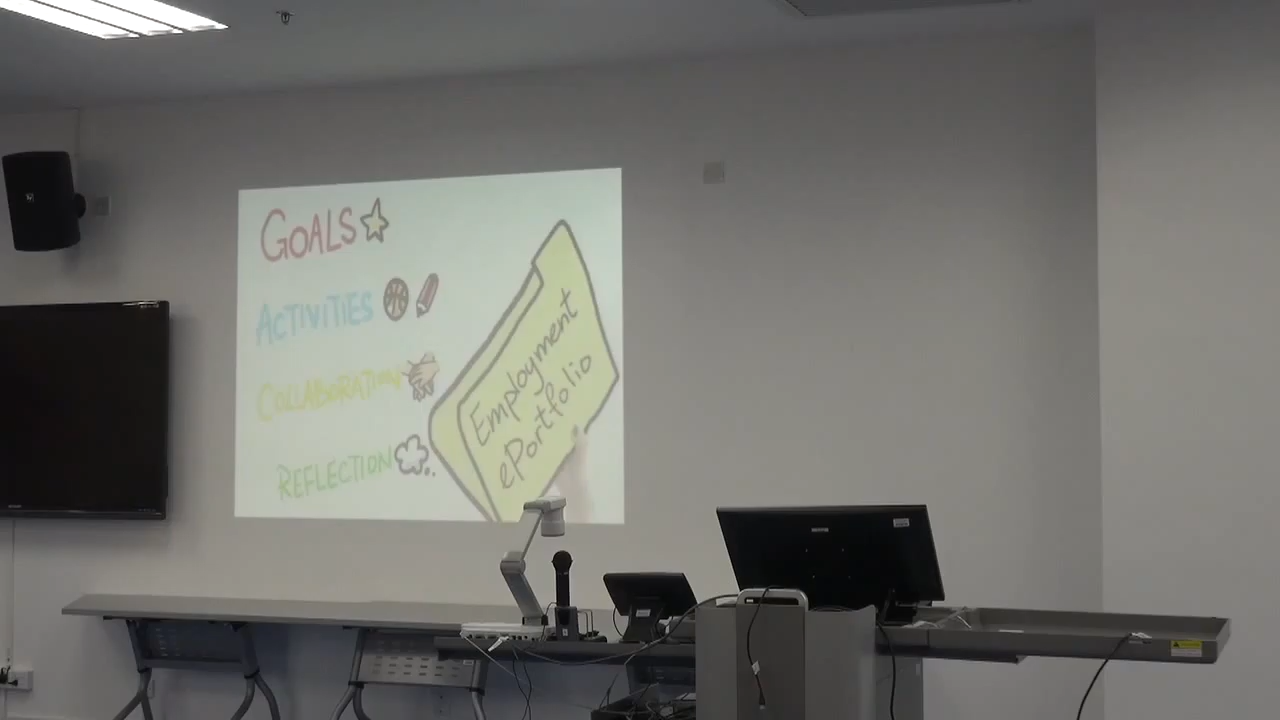 GOALS
ACTIVITIES
COLLABORATION
REFLECTION
Employment
ePortfolio